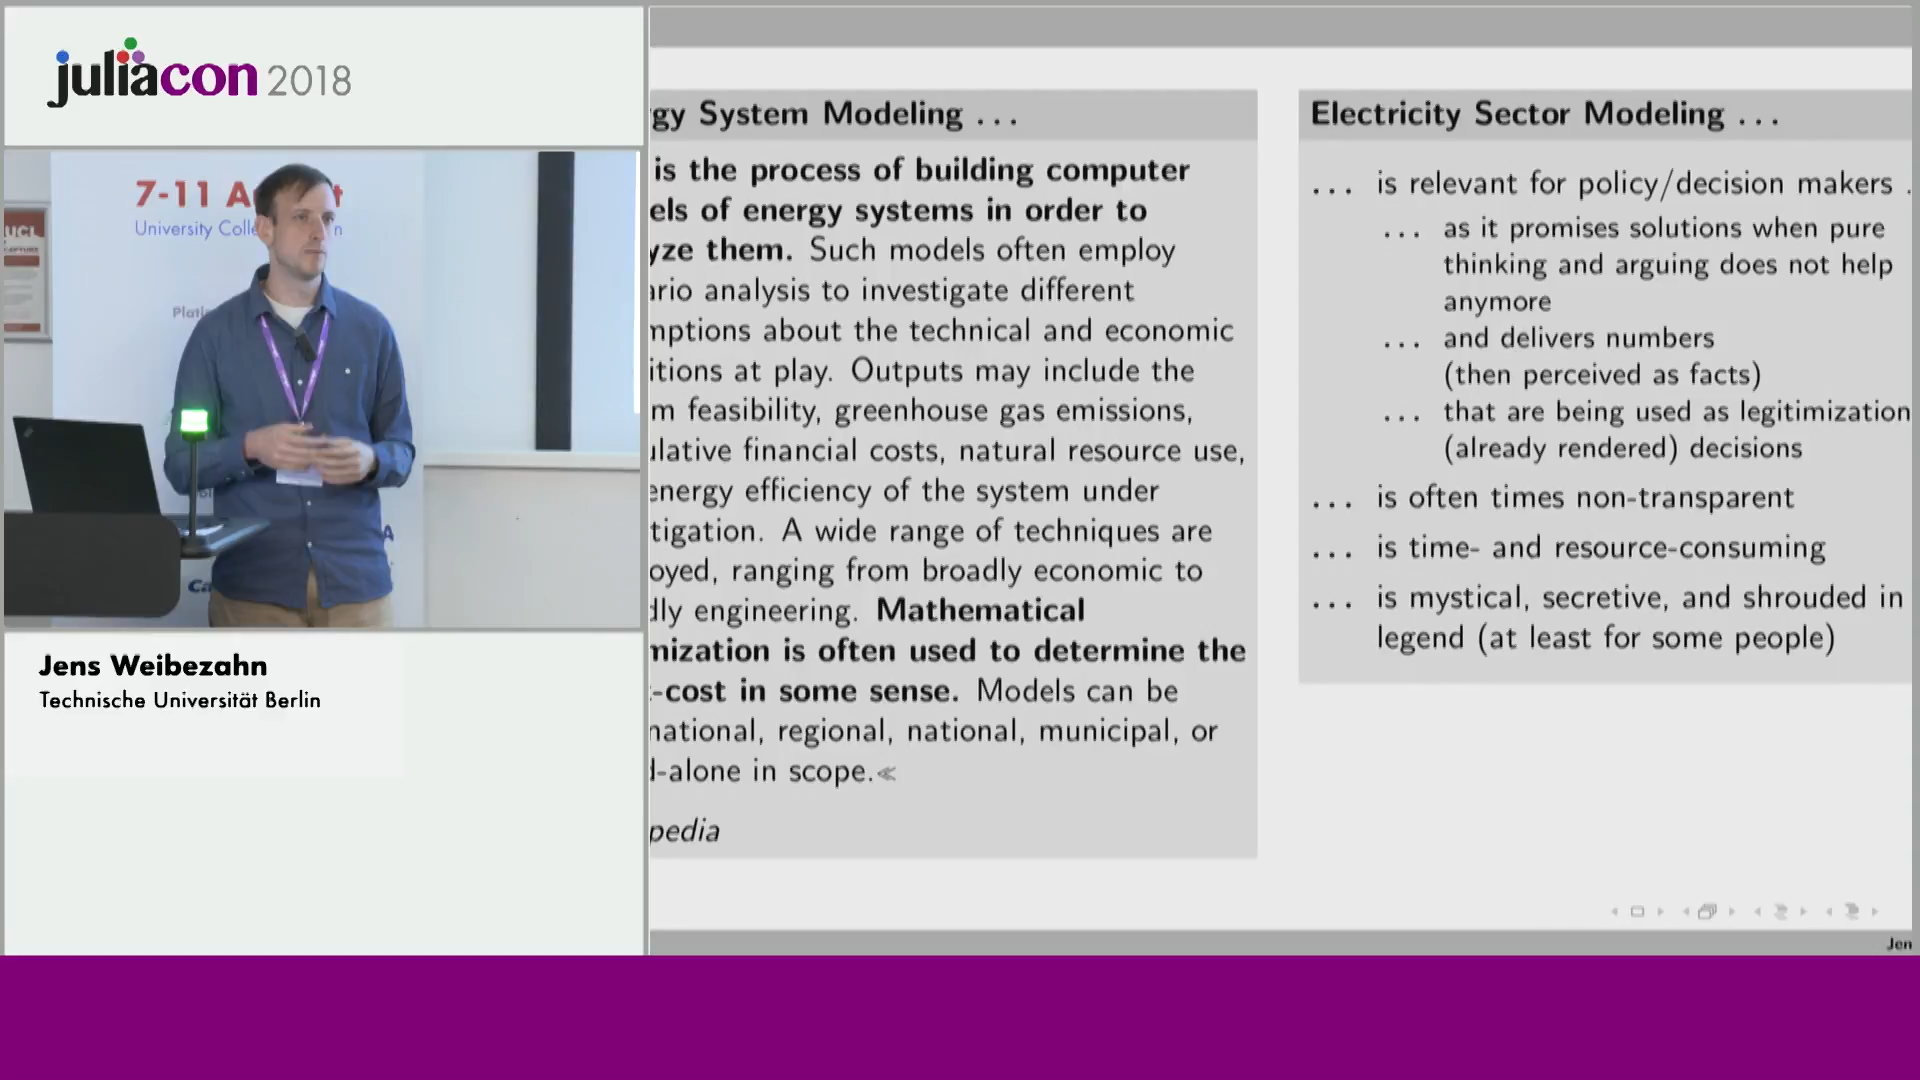 juliacon 2018
7-11 A t
University Colle n
UCL
Jens Weibezahn
Technische Universität Berlin
gy System Modeling ...
is the process of building computer
els of energy systems in order to
yze them. Such models often employ
ario analysis to investigate different
mptions about the technical and economic
itions at play. Outputs may include the
m feasibility, greenhouse gas emissions,
ulative financial costs, natural resource use,
energy efficiency of the system under
tigation. A wide range of techniques are
oyed, ranging from broadly economic to
dly engineering. Mathematical
mization is often used to determine the
-cost in some sense. Models can be
national, regional, national, municipal, or
d-alone in scope.≪
pedia
Electricity Sector Modeling ...
... is relevant for policy/decision makers .
... as it promises solutions when pure
thinking and arguing does not help
anymore
... and delivers numbers
(then perceived as facts)
... that are being used as legitimization
(already rendered) decisions
... is often times non-transparent
... is time- and resource-consuming
... is mystical, secretive, and shrouded in
legend (at least for some people)
Jen